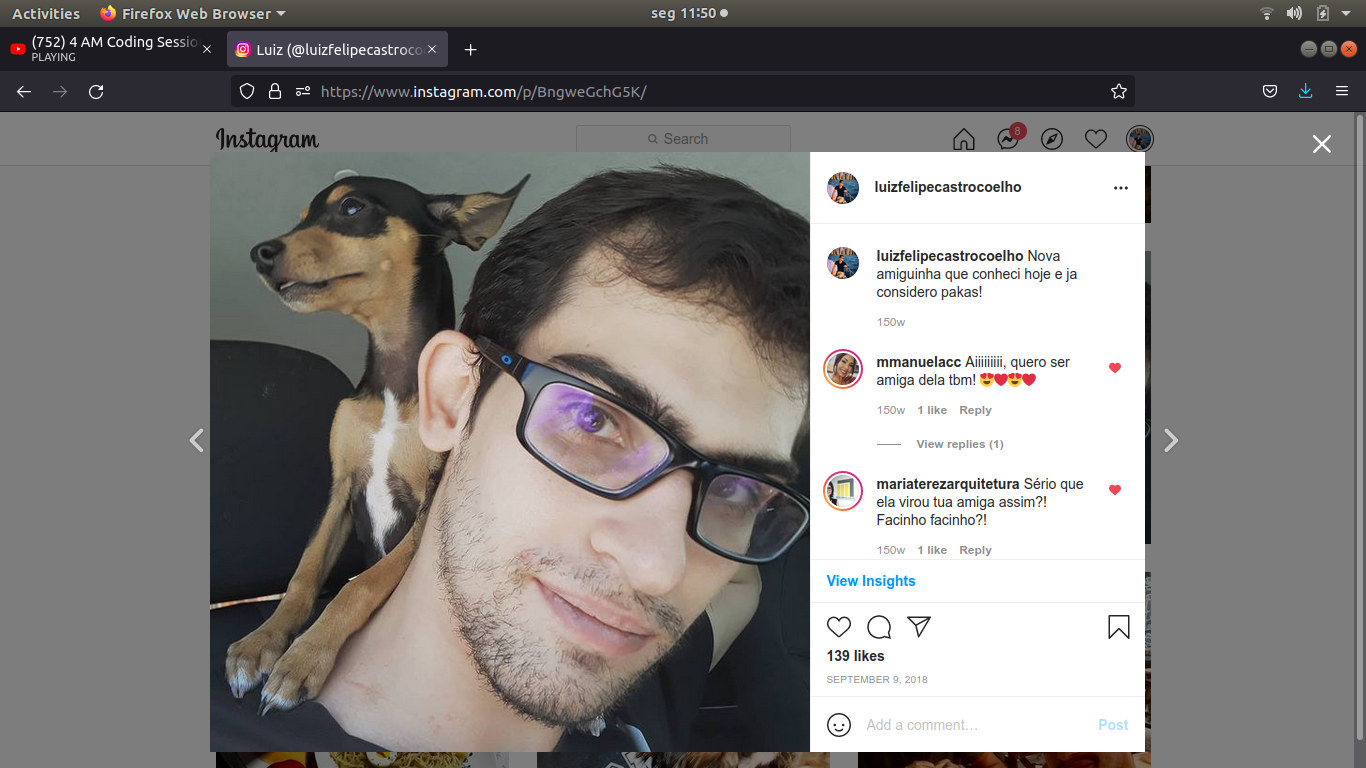 Activities
Firefox Web Browser
seg 11:50
(752) 4 AM Coding Sessio
PLAYING
Luiz (@luizfelipecastroco
https://www.instagram.com/p/BngweGchG5K/
Instagram
Search
8
luizfelipecastrocoelho
luizfelipecastrocoelho Nova
amiguinha que conheci hoje e ja
considero pakas!
150w
mmanuelacc Aiiiiiiiii, quero ser
amiga dela tbm! 😍❤️😍❤️
150w 1 like Reply
View replies (1)
mariaterezarquitetura Sério que
ela virou tua amiga assim?!
Facinho facinho?!
150w 1 like Reply
View Insights
139 likes
SEPTEMBER 9, 2018
Add a comment…
Post